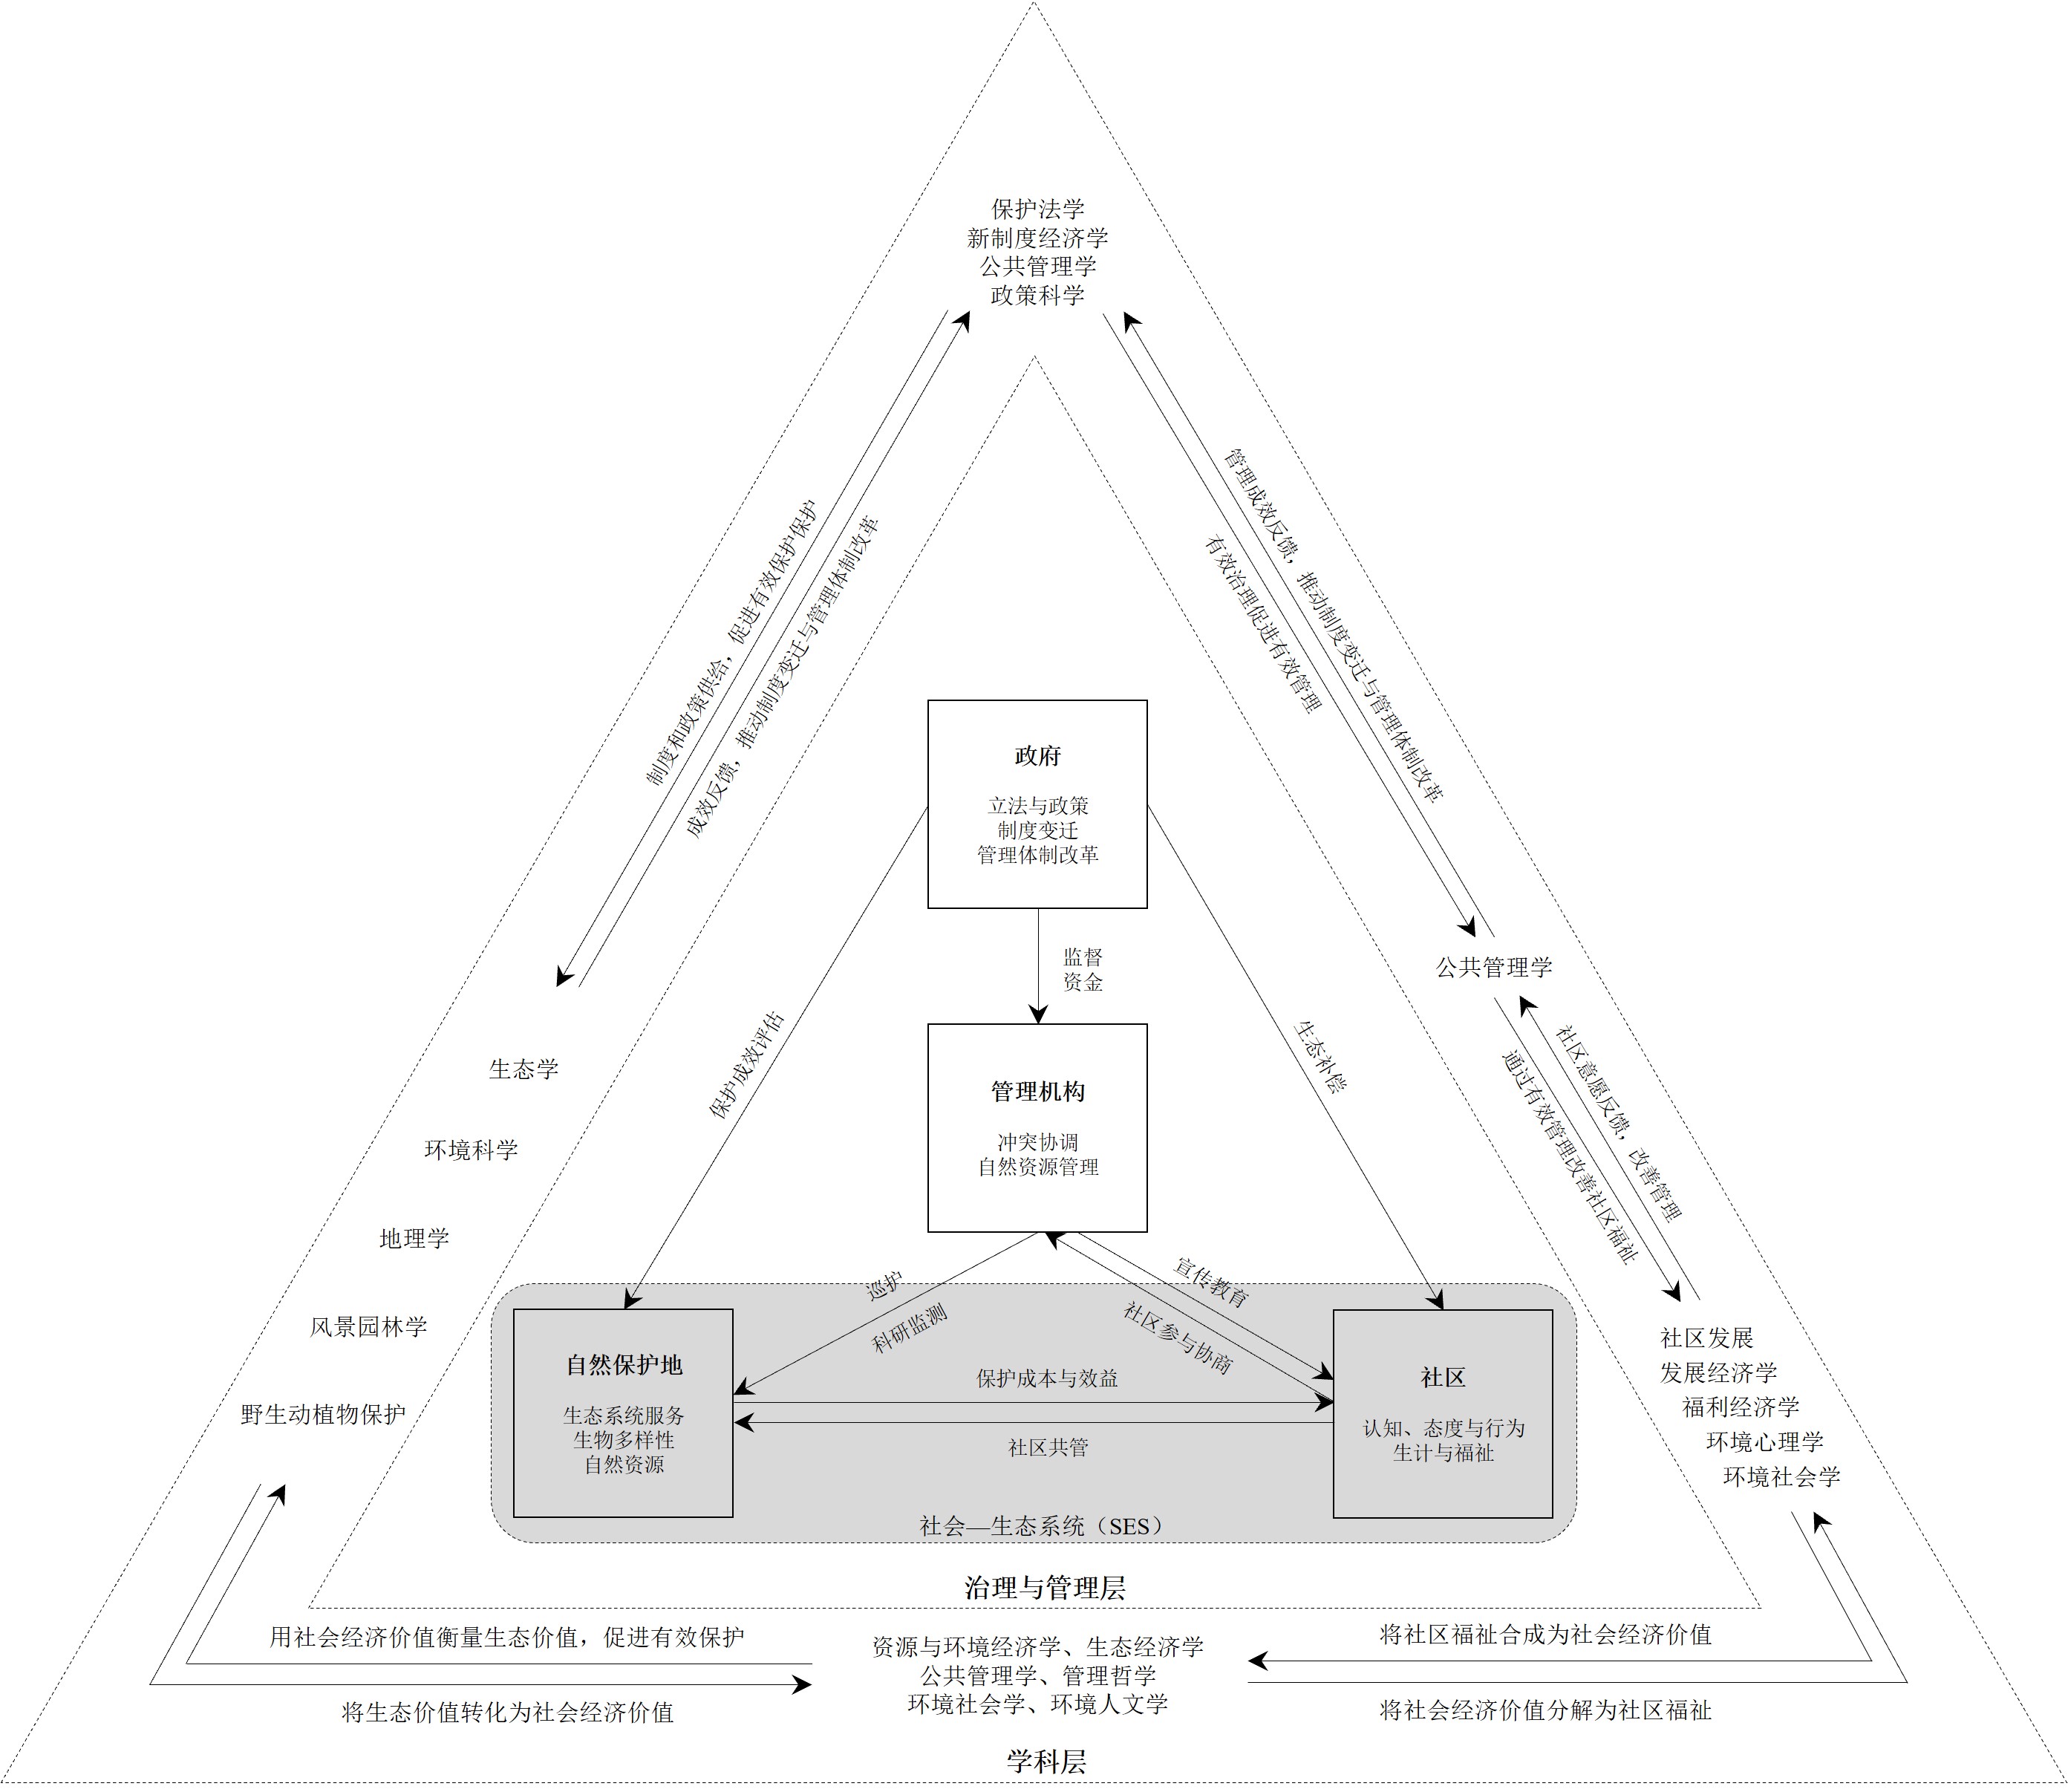 保护法学
新制度经济学
公共管理学
政策科学
制度和政策供给，促进有效保护保护
成效反馈，推动制度变迁与管理体制改革
管理成效反馈，推动制度变迁与管理体制改革
有效治理促进有效管理
政府
立法与政策
制度变迁
管理体制改革
监督
资金
公共管理学
保护成效评估
生态补偿
社区意愿反馈，改善管理
通过有效管理改善社区福祉
生态学
环境科学
地理学
风景园林学
野生动植物保护
管理机构
冲突协调
自然资源管理
巡护
科研监测
宣传教育
社区参与协商
自然保护地
生态系统服务
生物多样性
自然资源
保护成本与效益
社区共管
社区
认知、态度与行为
生计与福祉
社区发展
发展经济学
福利经济学
环境心理学
环境社会学
社会—生态系统（SES）
治理与管理层
用社会经济价值衡量生态价值，促进有效保护
将生态价值转化为社会经济价值
资源与环境经济学、生态经济学
公共管理学、管理哲学
环境社会学、环境人文学
将社区福祉合成为社会经济价值
将社会经济价值分解为社区福祉
学科层